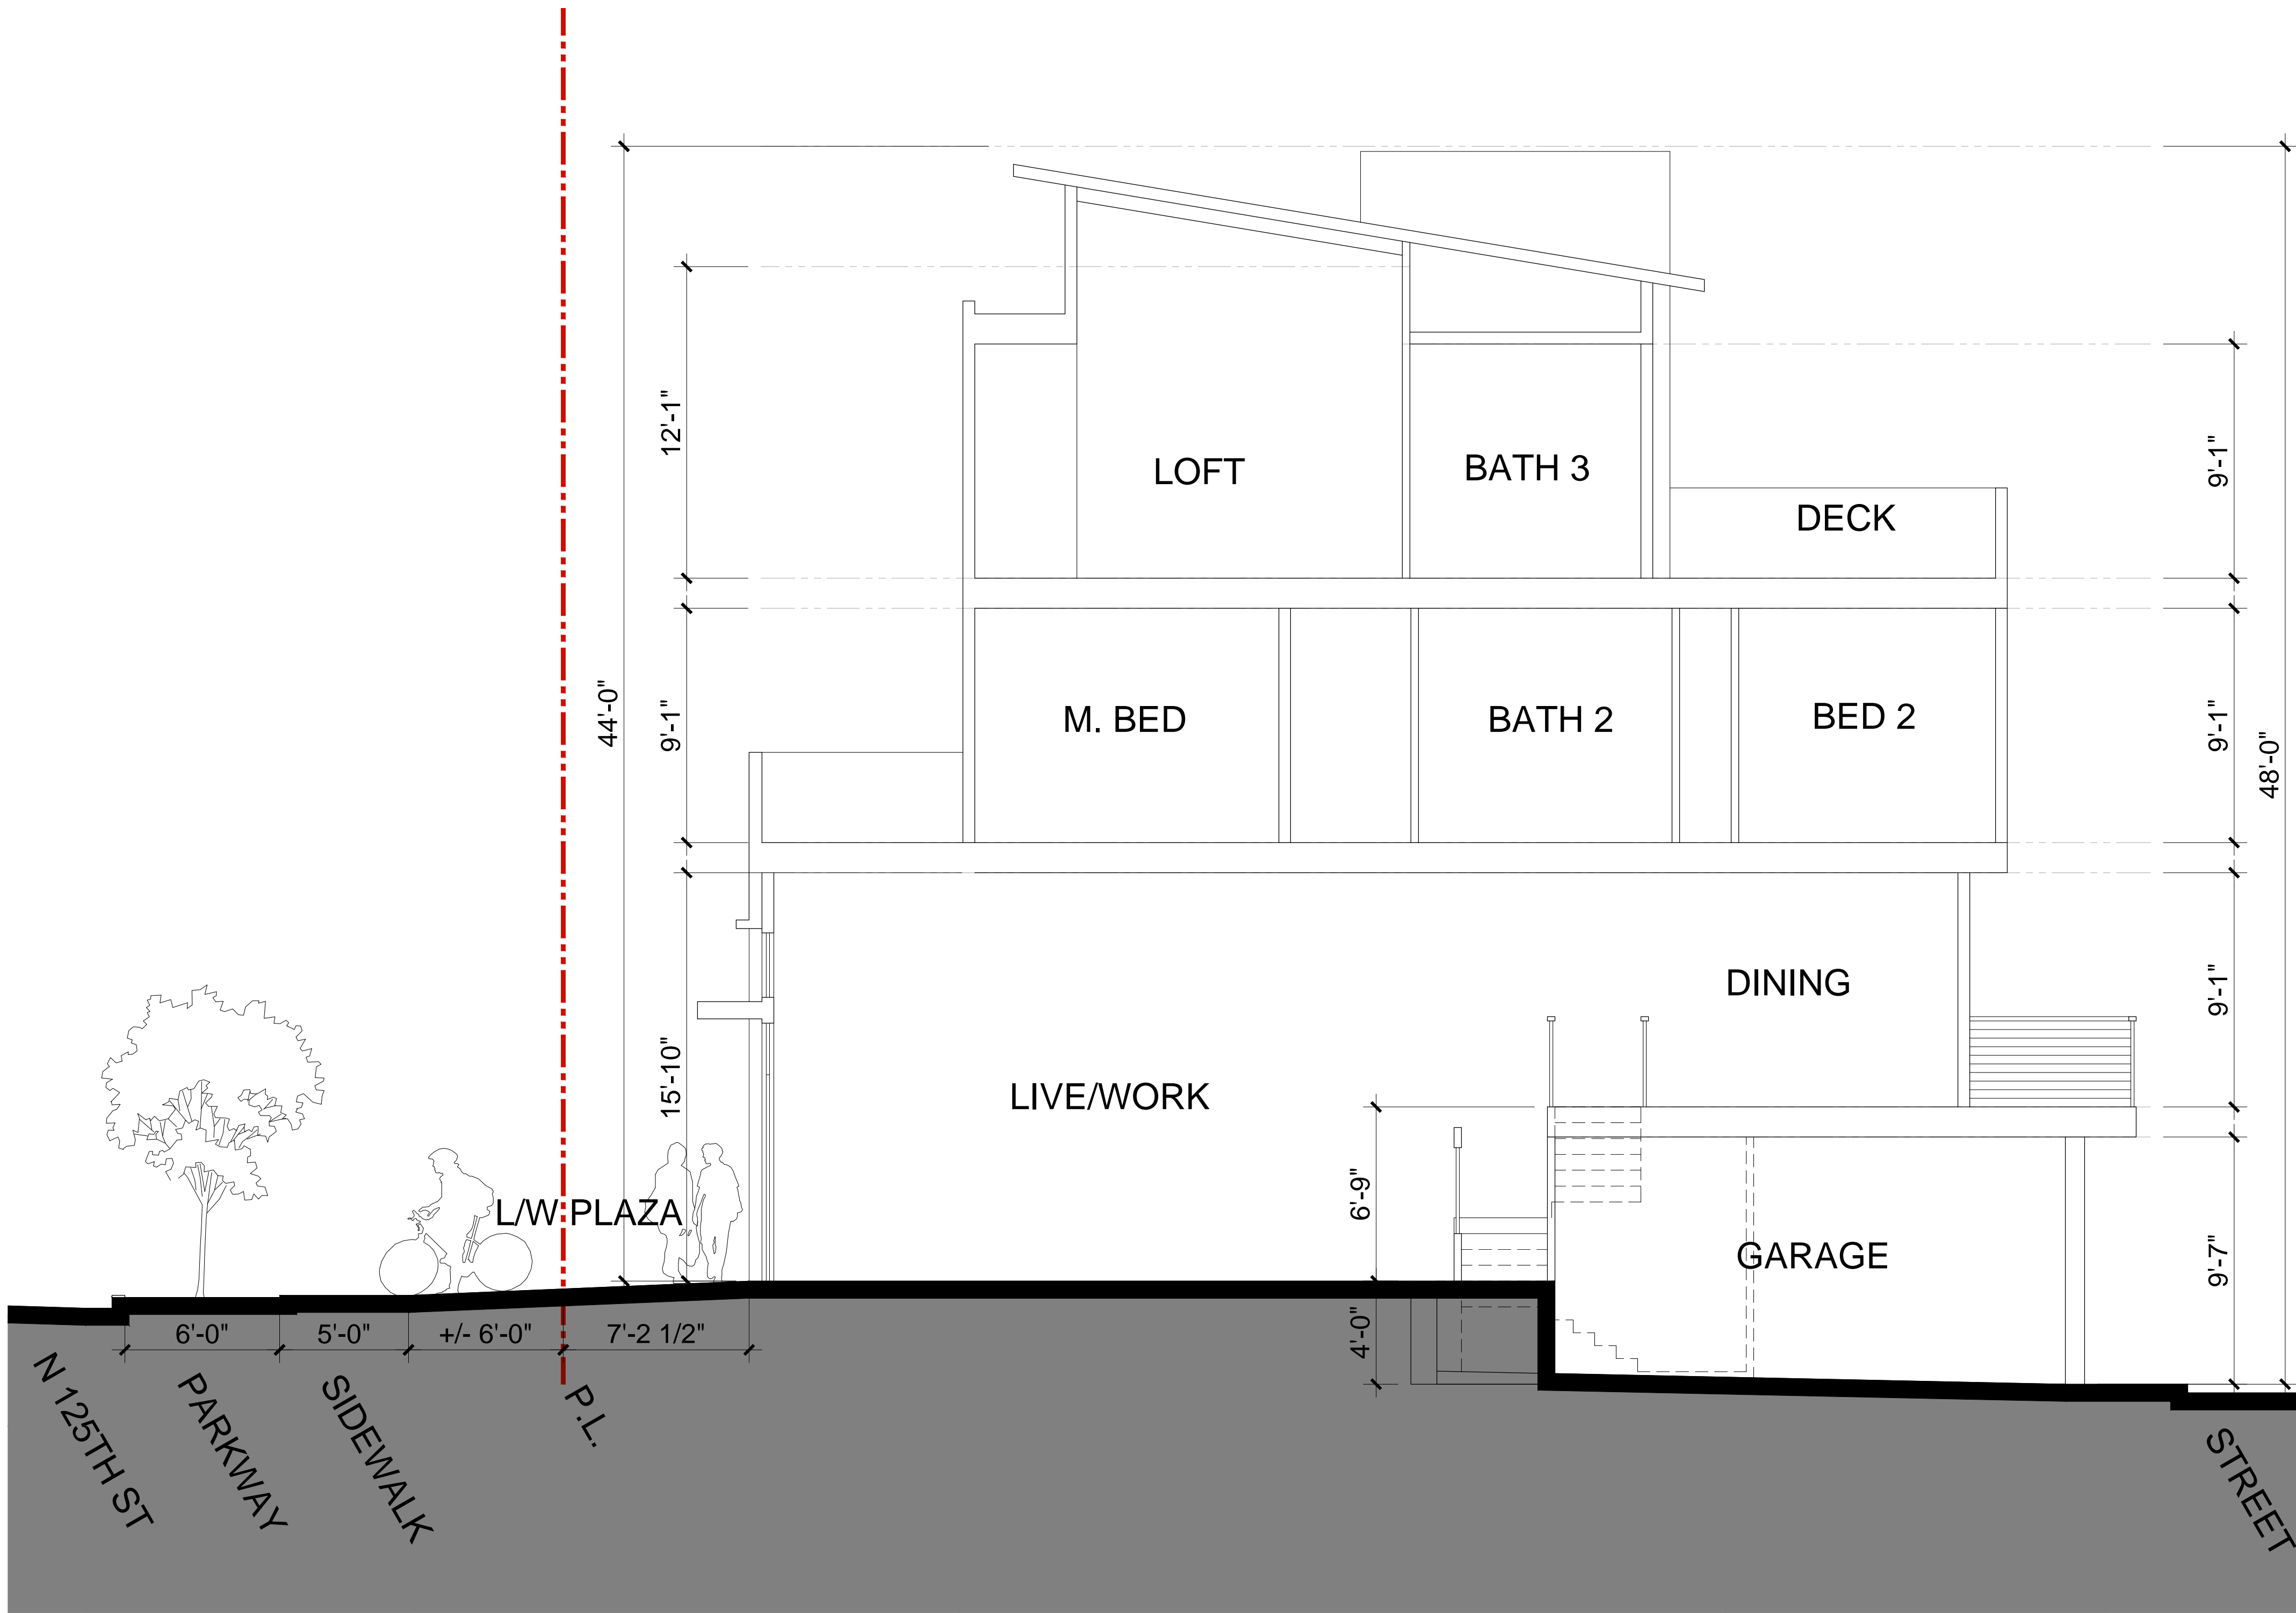 12'-1"
LOFT
BATH 3
9'-1"
DECK
44'-0"
9'-1"
M. BED
BATH 2
BED 2
9'-1"
48'-0"
15'-10"
LIVE/WORK
DINING
9'-1"
L/W PLAZA
6'-9"
GARAGE
9'-7"
6'-0"
5'-0"
+/- 6'-0"
7'-2 1/2"
4'-0"
N 125TH ST
PARKWAY
SIDEWALK
P.L.
STREET